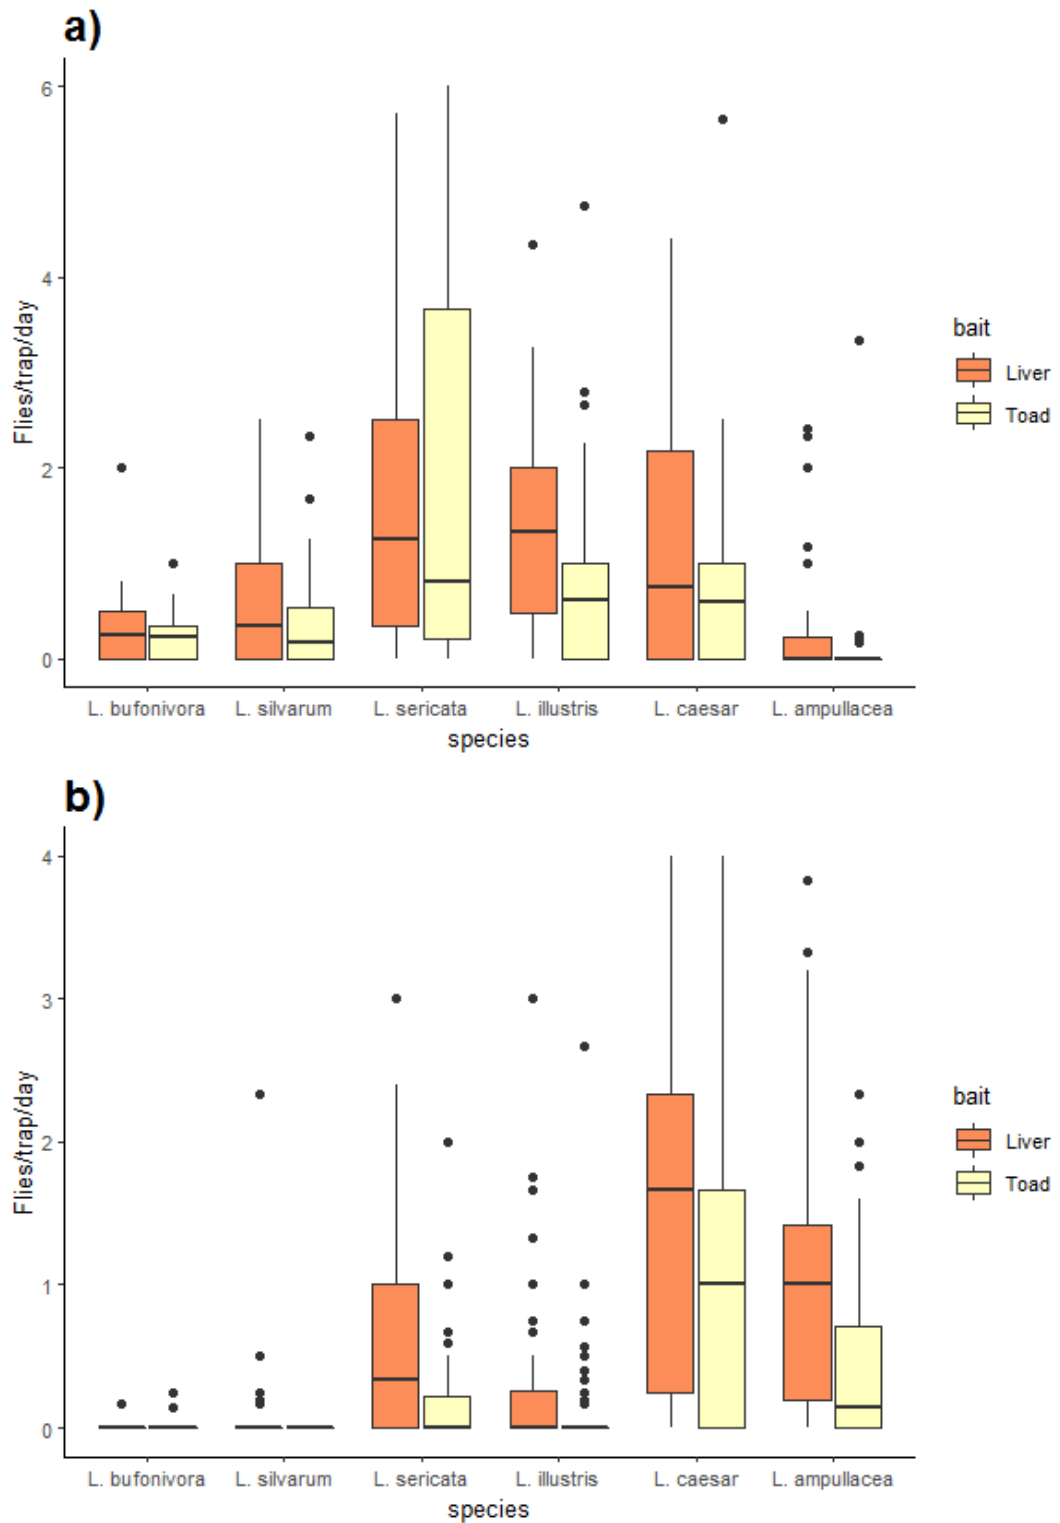 a)
6
4
2
0
Flies/trap/day
L. bufonivora L. silvarum L. sericata L. illustris L. caesar L. ampullacea
species
bait
Liver
Toad
b)
4
3
2
1
0
Flies/trap/day
L. bufonivora L. silvarum L. sericata L. illustris L. caesar L. ampullacea
species
bait
Liver
Toad